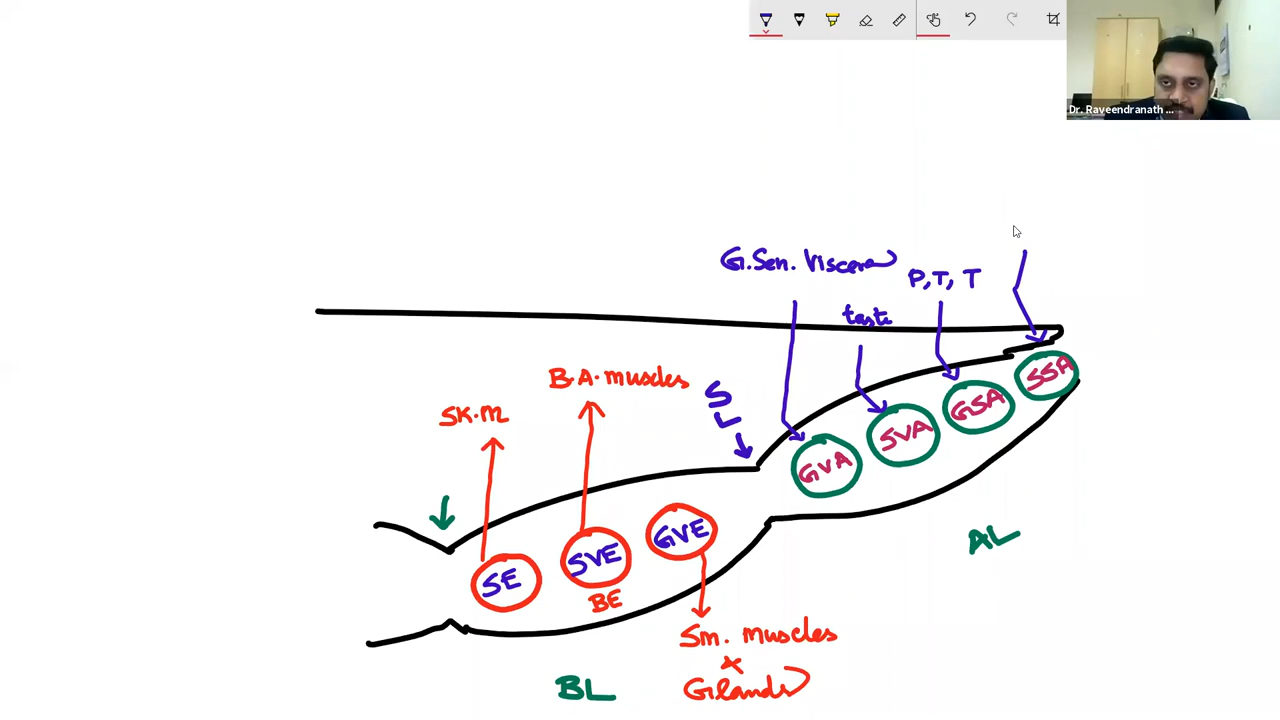 Dr. Raveendranath ...
G.Sen. Viscera
P, T, T
taste
B.A. muscles
SK.M
SL
SSA
GSA
SVA
GVA
GVE
SVE
SE
BE
AL
Sm. muscles
&
Glands
BL